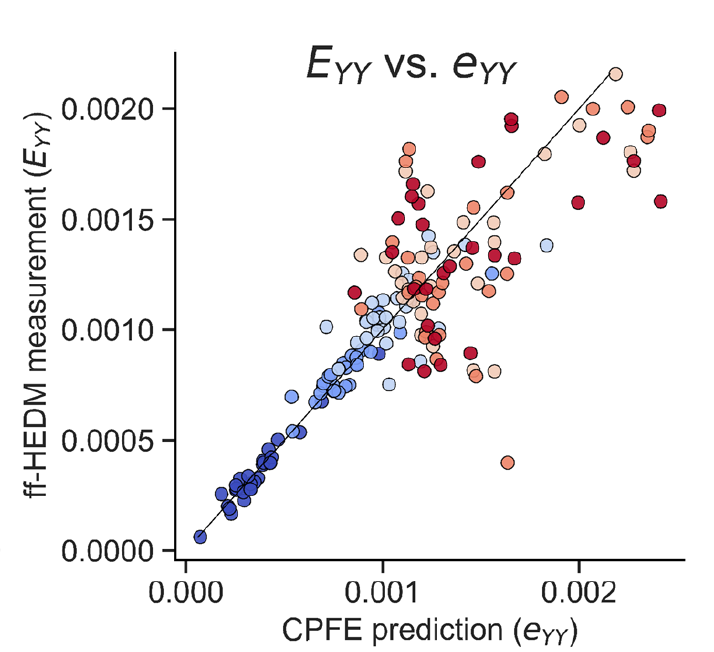 E_YY vs. e_YY
ff-HEDM measurement (E_YY)
0.0020
0.0015
0.0010
0.0005
0.0000
0.000 0.001 0.002
CPFE prediction (e_YY)